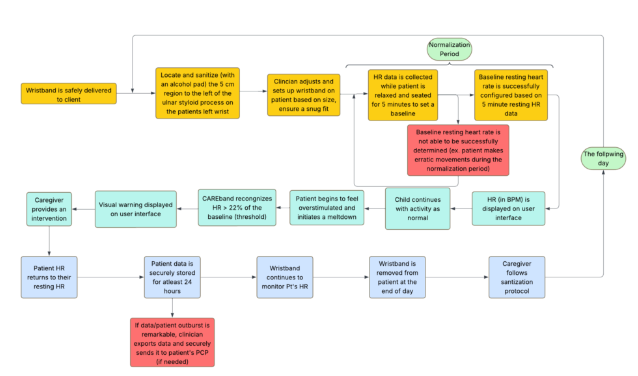 Normalization
Period
Wristband is safely delivered
to client
Locate and sanitize (with
an alcohol pad) the 5 cm
region to the left of the
ulnar styloid process on
the patients left wrist
Clincian adjusts and
sets up wristband on
patient based on size,
ensure a snug fit
HR data is collected
while patient is
relaxed and seated
for 5 minutes to set a
baseline
Baseline resting heart
rate is successfully
configured based on
5 minute resting HR
data
Baseline resting heart rate is
not able to be successfully
determined (ex. patient makes
erratic movements during the
normalization period)
The following
day
Caregiver
provides an
intervention
Visual warning displayed
on user interface
CAREband recongnizes
HR > 22% of the
baseline (threshold)
Patient begins to feel
overstimulated and
initiates a meltdown
Child continues
with activity as
normal
HR (in BPM) is
displayed on user
interface
Patient HR
returns to their
resting HR
Patient data is
securely stored
for atleast 24
hours
Wristband
continues to
monitor Pt's HR
Wristband is
removed from
patient at the
end of day
Caregiver
follows
santization
protocol
If data/patient outburst is
remarkable, clinician
exports data and securely
sends it to patient's PCP
(if needed)